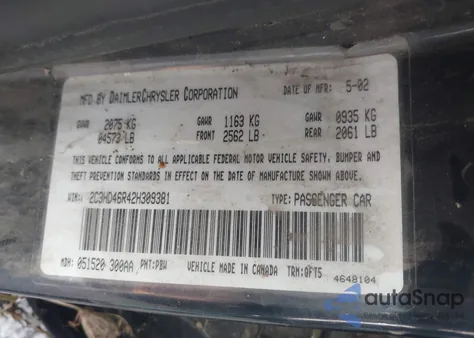 MFD BY DAIMLERCHRYSLER CORPORATION DATE OF MFR: 5-02
GVWR 2075 KG GAWR 1163 KG GAWR 0935 KG
04573 LB FRONT 2562 LB REAR 2061 LB
THIS VEHICLE CONFORMS TO ALL APPLICABLE FEDERAL MOTOR VEHICLE SAFETY, BUMPER AND
THEFT PREVENTION STANDARDS IN EFFECT ON THE DATE OF MANUFACTURE SHOWN ABOVE.
VIN: 2C3HD46R42H309381 TYPE: PASSENGER CAR
MDH: 051520 300AA PNT: PBW VEHICLE MADE IN CANADA TRM: QFT5
4648104
autoSnap